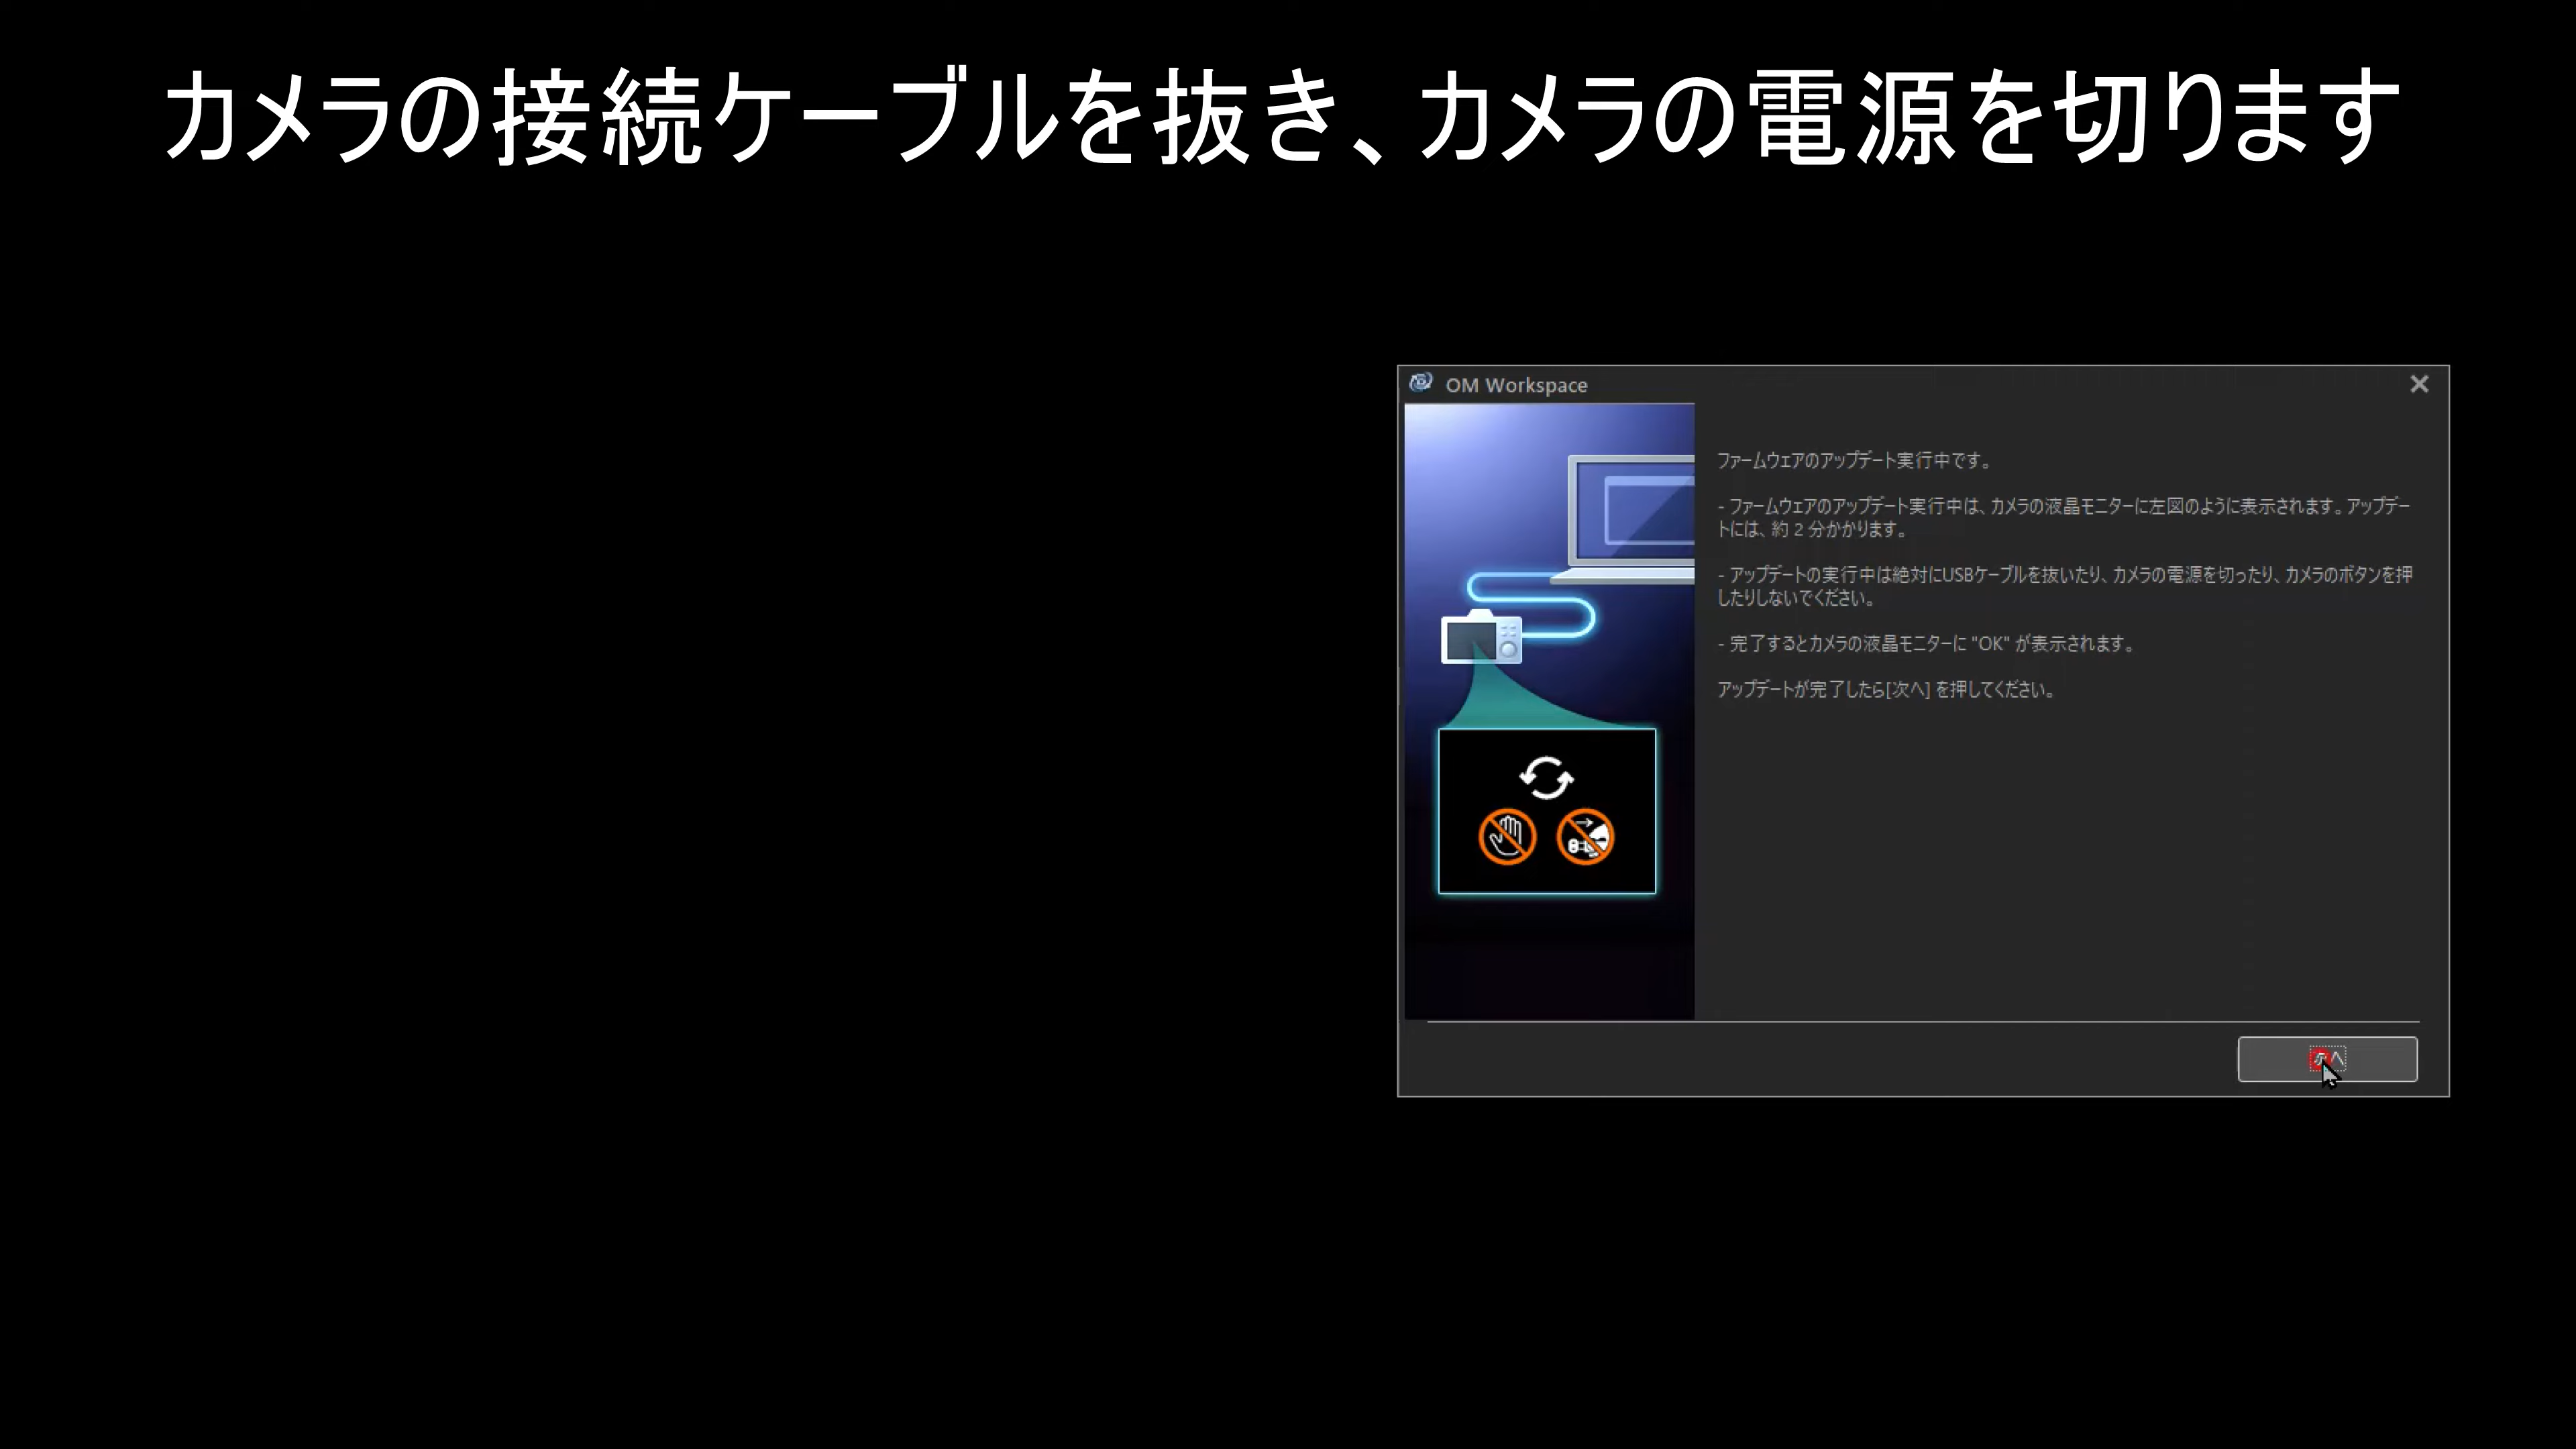 カメラの接続ケーブルを抜き、カメラの電源を切ります
OM Workspace
ファームウェアのアップデート実行中です。
- ファームウェアのアップデート実行中は、カメラの液晶モニターに左図のように表示されます。アップデー
トには、約 2 分かかります。
- アップデートの実行中は絶対にUSBケーブルを抜いたり、カメラの電源を切ったり、カメラのボタンを押
したりしないでください。
- 完了するとカメラの液晶モニターに "OK" が表示されます。
アップデートが完了したら[次へ] を押してください。